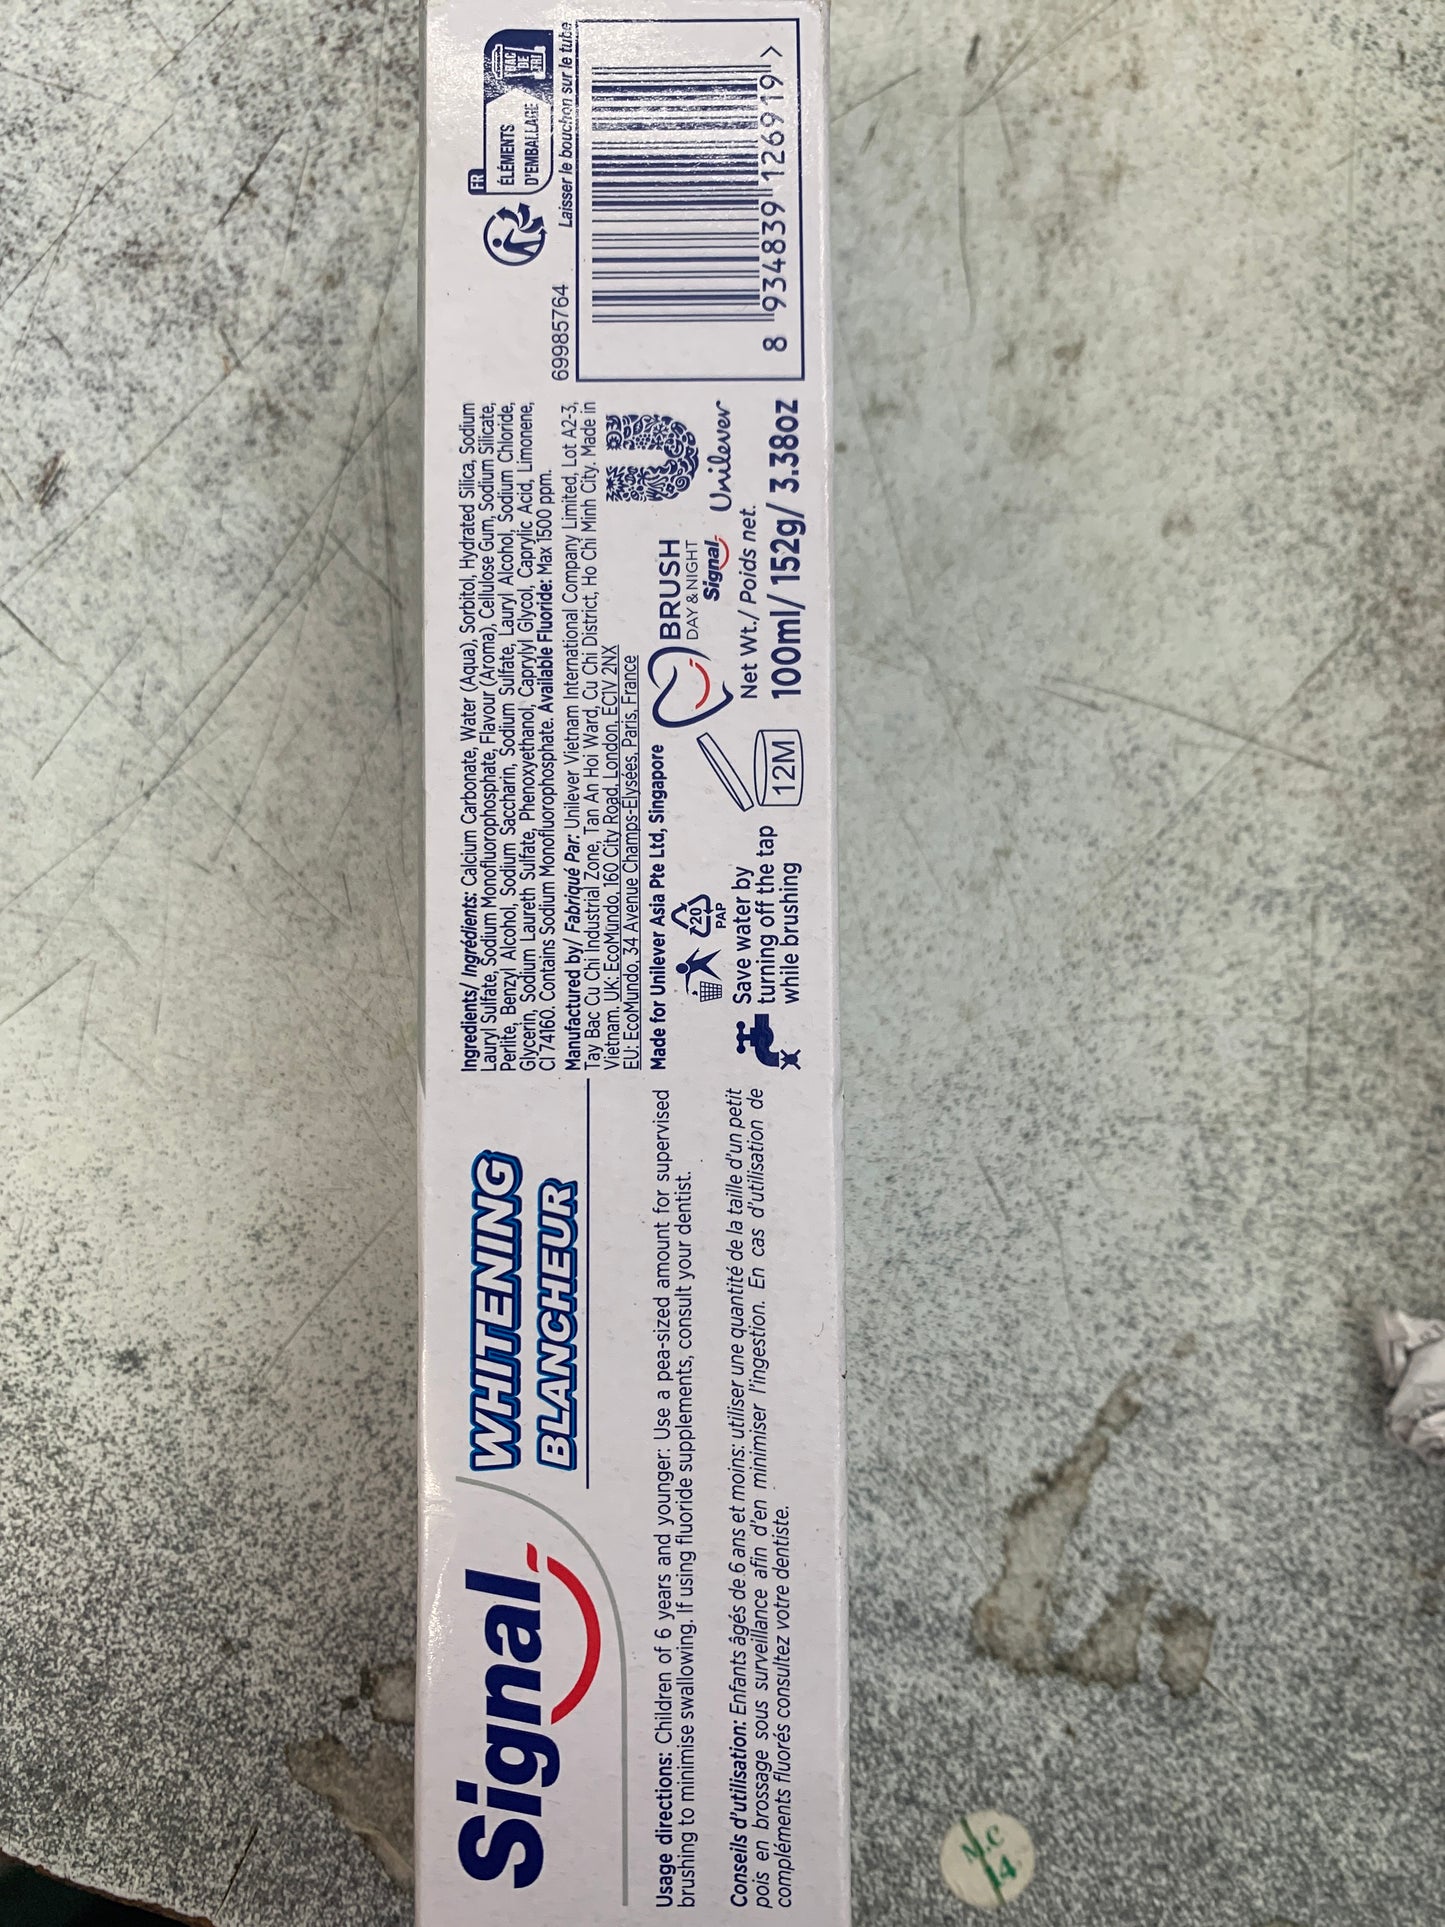 Signal
WHITENING
BLANCHEUR
Usage directions: Children of 6 years and younger: Use a pea-sized amount for supervised
brushing to minimise swallowing. If using fluoride supplements, consult your dentist.
Conseils d'utilisation: Enfants âgés de 6 ans et moins: utiliser une quantité de la taille d'un petit
pois en brossage sous surveillance afin d'en minimiser l'ingestion. En cas d'utilisation de
compléments fluorés consultez votre dentiste.
Ingredients/ Ingrédients: Calcium Carbonate, Water (Aqua), Sorbitol, Hydrated Silica, Sodium
Lauryl Sulfate, Sodium Monofluorophosphate, Flavour (Aroma), Cellulose Gum, Sodium Silicate,
Perlite, Benzyl Alcohol, Sodium Saccharin, Sodium Sulfate, Lauryl Alcohol, Sodium Chloride,
Glycerin, Sodium Laureth Sulfate, Phenoxyethanol, Caprylyl Glycol, Caprylic Acid, Limonene,
CI 74160. Contains Sodium Monofluorophosphate. Available Fluoride: Max 1500 ppm.
Manufactured by/ Fabriqué Par: Unilever Vietnam International Company Limited, Lot A2-3,
Tay Bac Cu Chi Industrial Zone, Tan An Hoi Ward, Cu Chi District, Ho Chi Minh City. Made in
Vietnam. UK: EcoMundo, 160 City Road, London, EC1V 2NX
EU: EcoMundo, 34 Avenue Champs-Elysées, Paris, France
Made for Unilever Asia Pte Ltd, Singapore
20
PAP
Save water by
turning off the tap
while brushing
12M
BRUSH
DAY & NIGHT
Signal
Unilever
Net Wt./ Poids net.
100ml/ 152g/ 3.38oz
69985764
FR
ÉLÉMENTS
D'EMBALLAGE
BAC
DE
TRI
Laisser le bouchon sur le tube
8 934839 126919 >
M.C
14